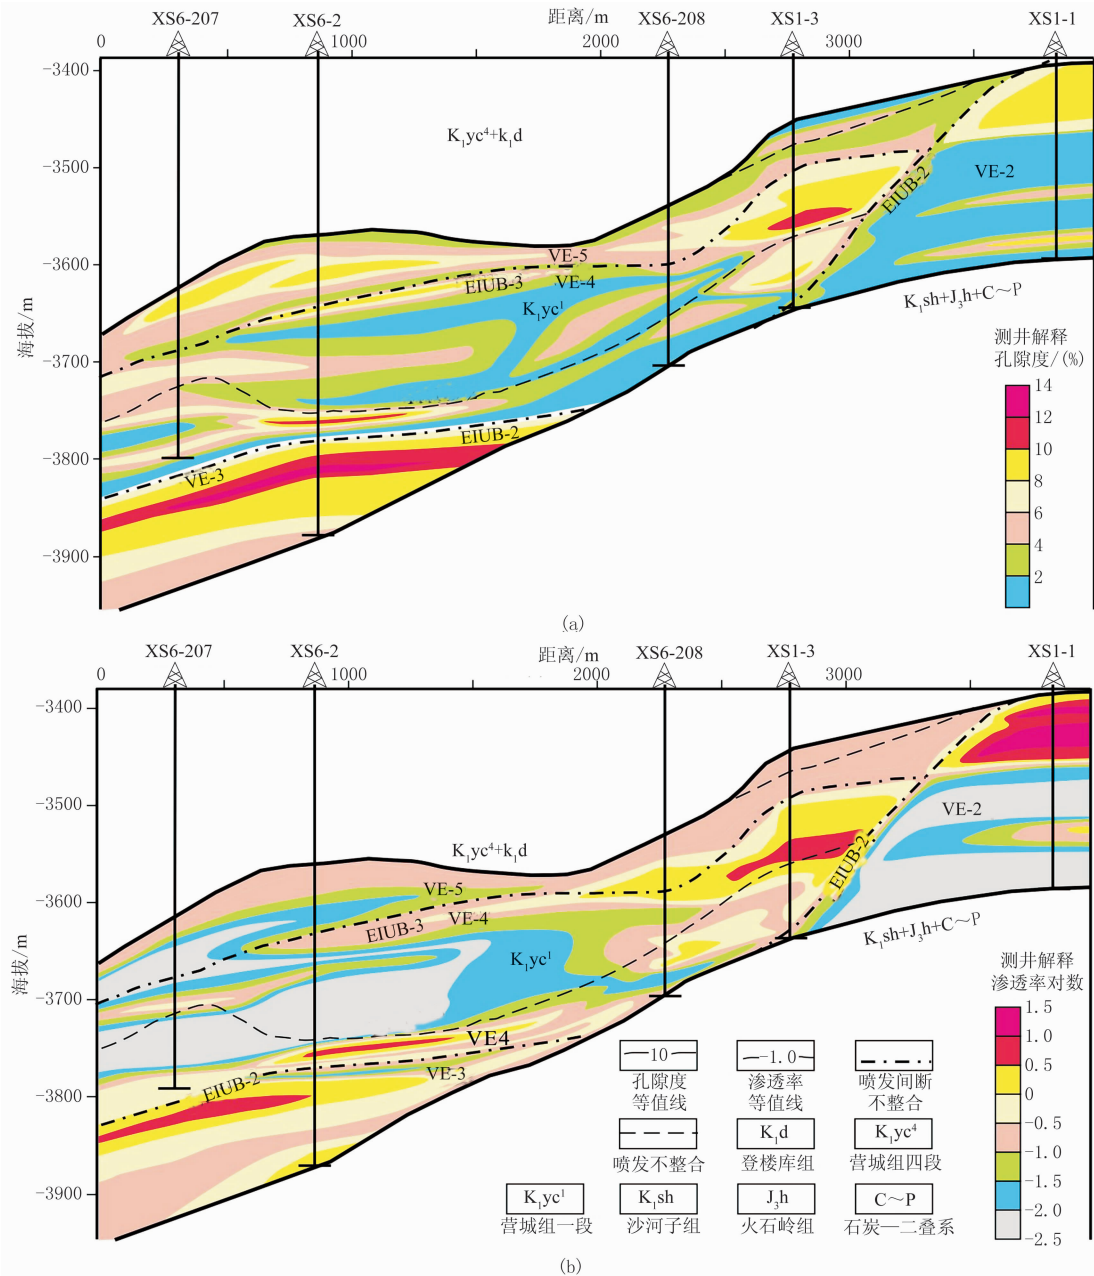 XS6-207 XS6-2 距离/m XS6-208 XS1-3 XS1-1
0 1000 2000 3000
-3400
-3500
-3600
-3700
-3800
-3900
海拔/m
K₁yc⁴+k₁d
VE-2
EIUB-2
VE-5
EIUB-3
VE-4
K₁yc¹
K₁sh+J₃h+C～P
EIUB-2
VE-3
测井解释
孔隙度/(%)
14
12
10
8
6
4
2
(a)
XS6-207 XS6-2 距离/m XS6-208 XS1-3 XS1-1
0 1000 2000 3000
-3400
-3500
-3600
-3700
-3800
-3900
海拔/m
K₁yc⁴+k₁d
VE-2
EIUB-2
VE-5
VE-4
EIUB-3
K₁yc¹
K₁sh+J₃h+C～P
VE4
VE-3
EIUB-2
测井解释
渗透率对数
1.5
1.0
0.5
0
-0.5
-1.0
-1.5
-2.0
-2.5
10 -1.0
孔隙度 渗透率 喷发间断
等值线 等值线 不整合
K₁d K₁yc⁴
喷发不整合 登楼库组 营城组四段
K₁yc¹ K₁sh J₃h C～P
营城组一段 沙河子组 火石岭组 石炭—二叠系
(b)